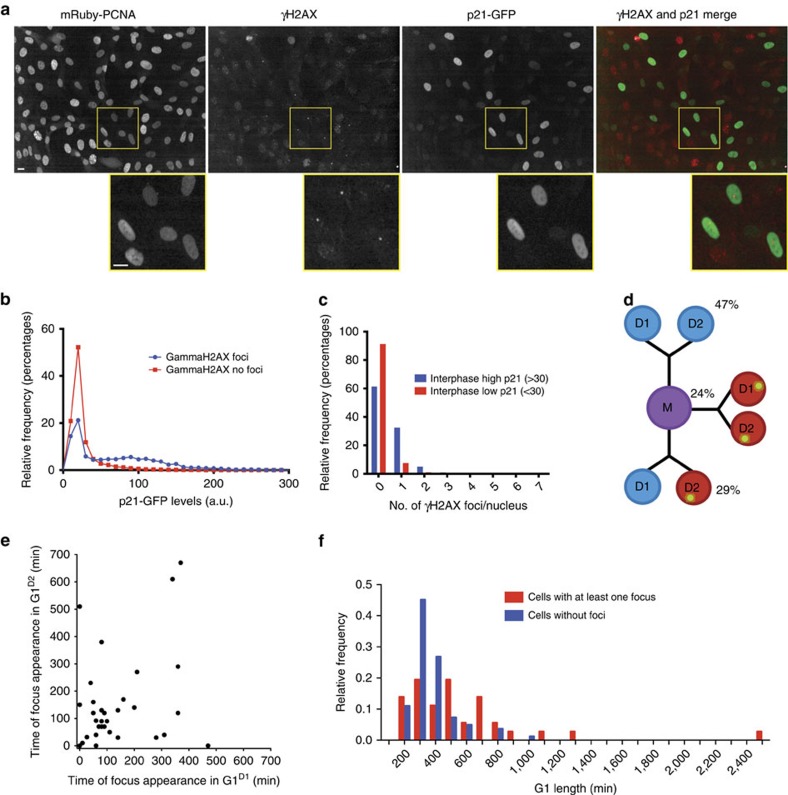 a
mRuby-PCNA
γH2AX
p21-GFP
γH2AX and p21 merge
b
Relative frequency (percentages)
60
40
20
0
GammaH2AX foci
GammaH2AX no foci
0
100
200
300
p21-GFP levels (a.u.)
c
Relative frequency (percentages)
100
80
60
40
20
0
Interphase high p21 (>30)
Interphase low p21 (<30)
0
1
2
3
4
5
6
7
No. of γH2AX foci/nucleus
d
47%
D1
D2
24%
D1
M
D2
D1
D2
29%
e
Time of focus appearance in G1D2 (min)
700
600
500
400
300
200
100
0
0
100
200
300
400
500
600
700
Time of focus appearance in G1D1 (min)
f
Relative frequency
0.5
0.4
0.3
0.2
0.1
0
Cells with at least one focus
Cells without foci
200
400
600
800
1,000
1,200
1,400
1,600
1,800
2,000
2,200
2,400
G1 length (min)